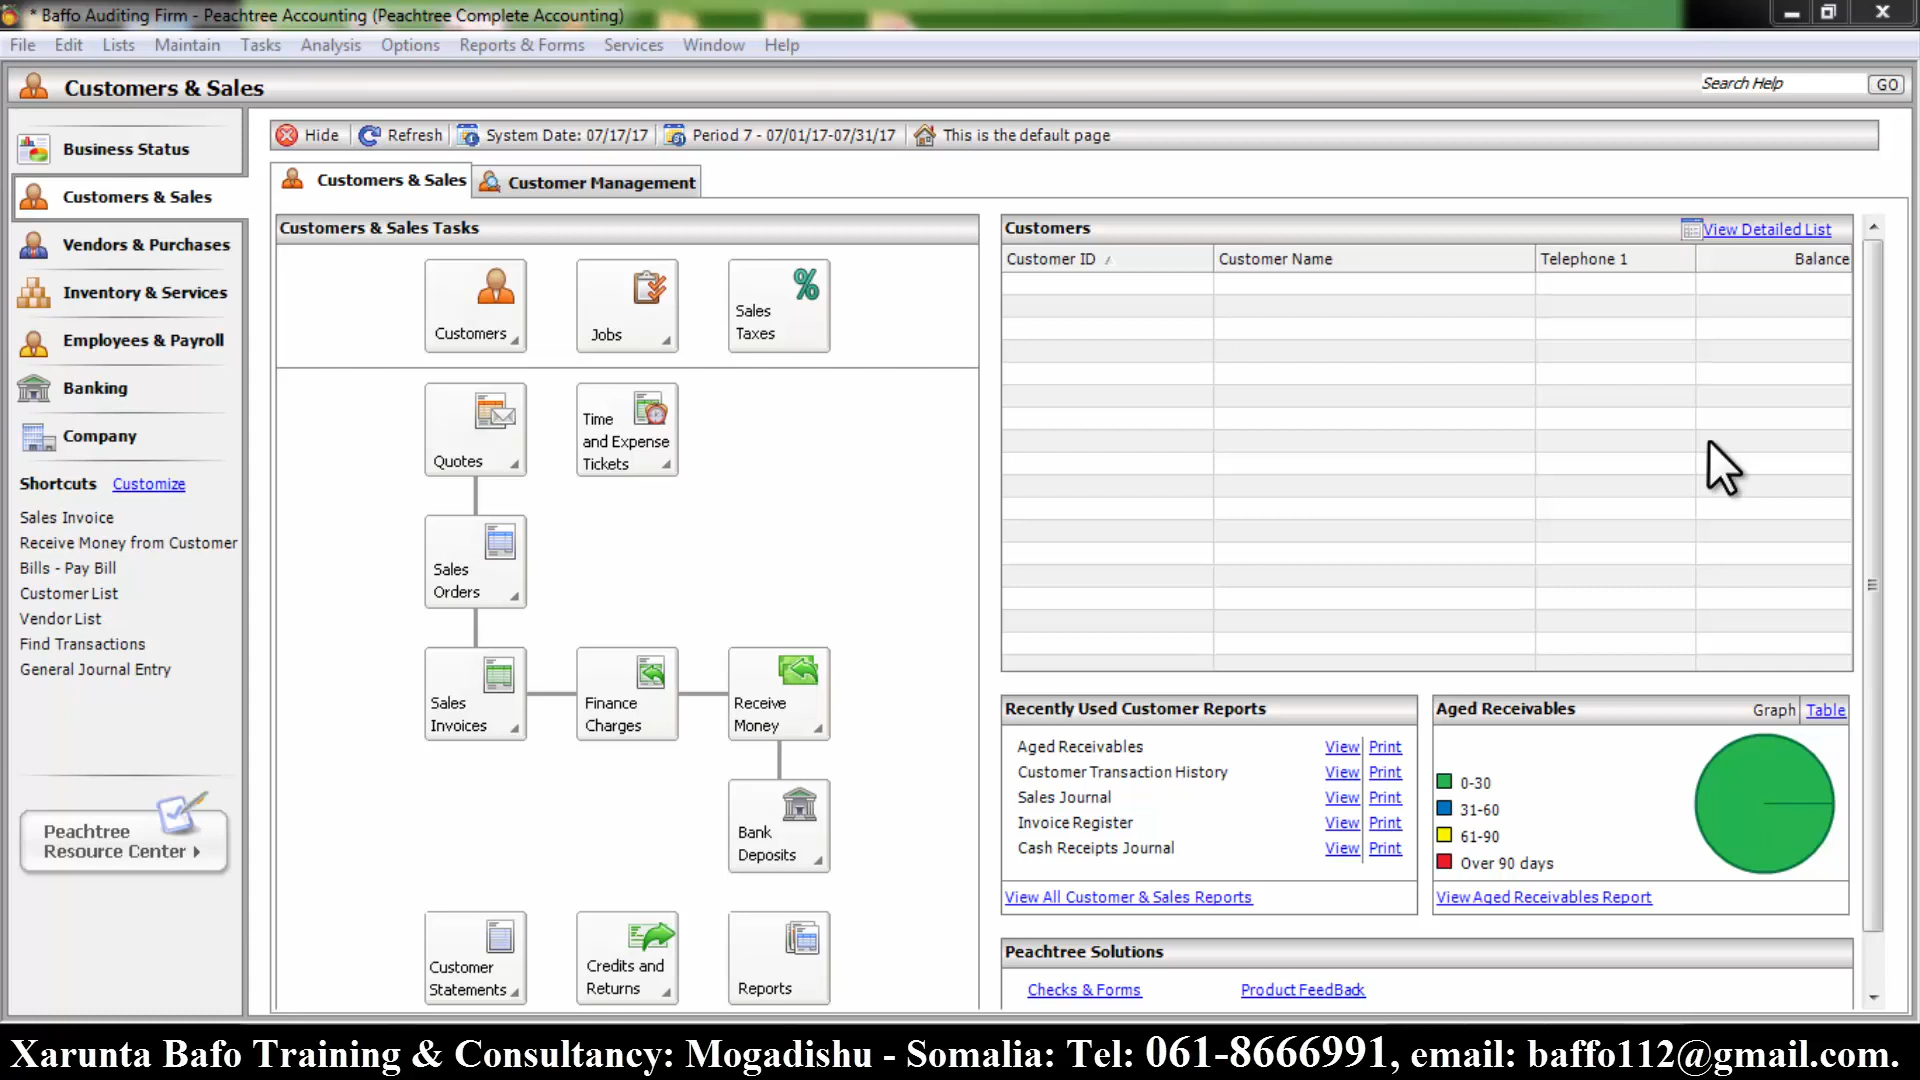 * Baffo Auditing Firm - Peachtree Accounting (Peachtree Complete Accounting)
File Edit Lists Maintain Tasks Analysis Options Reports & Forms Services Window Help
Customers & Sales
Search Help GO
Business Status
Customers & Sales
Vendors & Purchases
Inventory & Services
Employees & Payroll
Banking
Company
Shortcuts Customize
Sales Invoice
Receive Money from Customer
Bills - Pay Bill
Customer List
Vendor List
Find Transactions
General Journal Entry
Peachtree
Resource Center
Hide Refresh System Date: 07/17/17 Period 7 - 07/01/17-07/31/17 This is the default page
Customers & Sales Customer Management
Customers & Sales Tasks
Customers
Jobs
Sales
Taxes
Quotes
Time
and Expense
Tickets
Sales
Orders
Sales
Invoices
Finance
Charges
Receive
Money
Bank
Deposits
Customer
Statements
Credits and
Returns
Reports
Customers View Detailed List
Customer ID Customer Name Telephone 1 Balance
Recently Used Customer Reports
Aged Receivables View Print
Customer Transaction History View Print
Sales Journal View Print
Invoice Register View Print
Cash Receipts Journal View Print
View All Customer & Sales Reports
Aged Receivables Graph Table
0-30
31-60
61-90
Over 90 days
View Aged Receivables Report
Peachtree Solutions
Checks & Forms Product FeedBack
Xarunta Bafo Training & Consultancy: Mogadishu - Somalia: Tel: 061-8666991, email: baffo112@gmail.com.